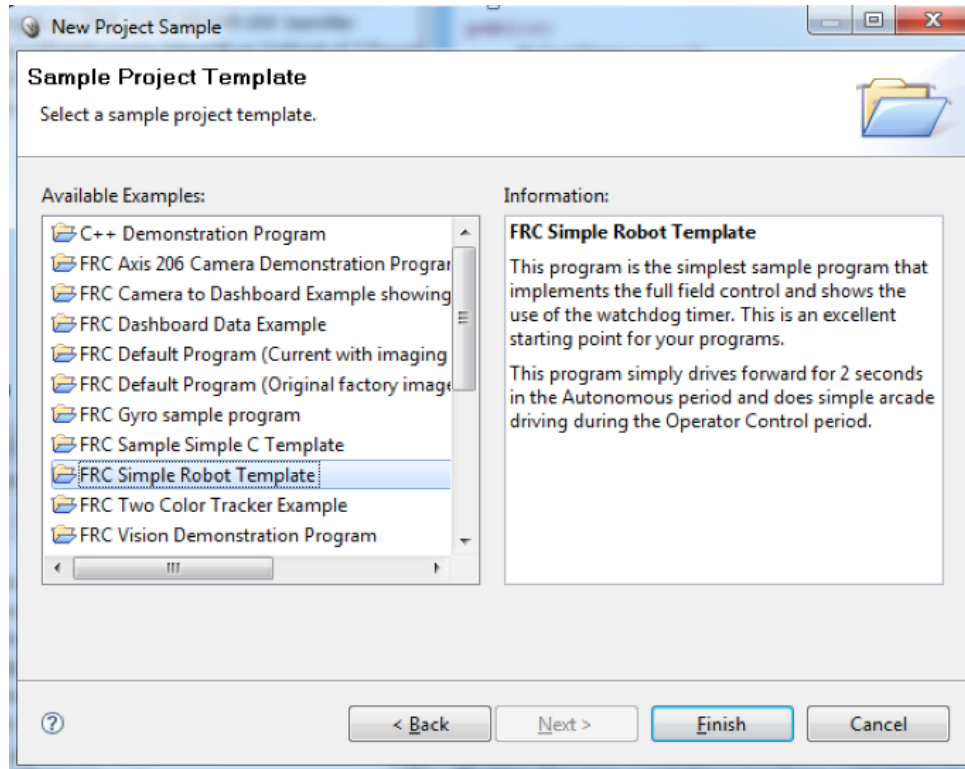 New Project Sample
Sample Project Template
Select a sample project template.
Available Examples:
C++ Demonstration Program
FRC Axis 206 Camera Demonstration Program
FRC Camera to Dashboard Example showing
FRC Dashboard Data Example
FRC Default Program (Current with imaging
FRC Default Program (Original factory image
FRC Gyro sample program
FRC Sample Simple C Template
FRC Simple Robot Template
FRC Two Color Tracker Example
FRC Vision Demonstration Program
Information:
FRC Simple Robot Template
This program is the simplest sample program that
implements the full field control and shows the
use of the watchdog timer. This is an excellent
starting point for your programs.
This program simply drives forward for 2 seconds
in the Autonomous period and does simple arcade
driving during the Operator Control period.
< Back
Next >
Finish
Cancel